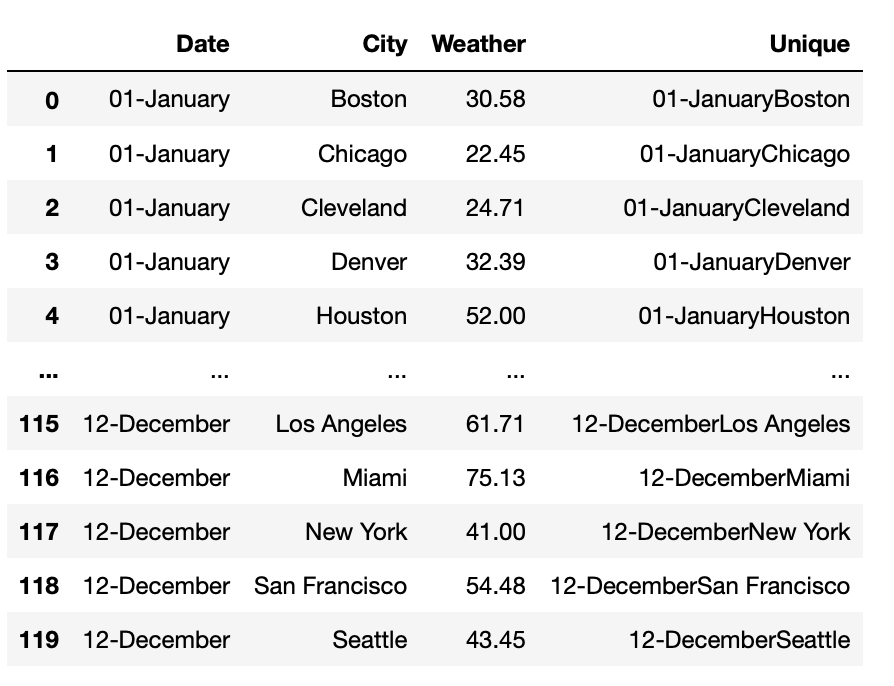 Date City Weather Unique
0 01-January Boston 30.58 01-JanuaryBoston
1 01-January Chicago 22.45 01-JanuaryChicago
2 01-January Cleveland 24.71 01-JanuaryCleveland
3 01-January Denver 32.39 01-JanuaryDenver
4 01-January Houston 52.00 01-JanuaryHouston
... ... ... ... ...
115 12-December Los Angeles 61.71 12-DecemberLos Angeles
116 12-December Miami 75.13 12-DecemberMiami
117 12-December New York 41.00 12-DecemberNew York
118 12-December San Francisco 54.48 12-DecemberSan Francisco
119 12-December Seattle 43.45 12-DecemberSeattle